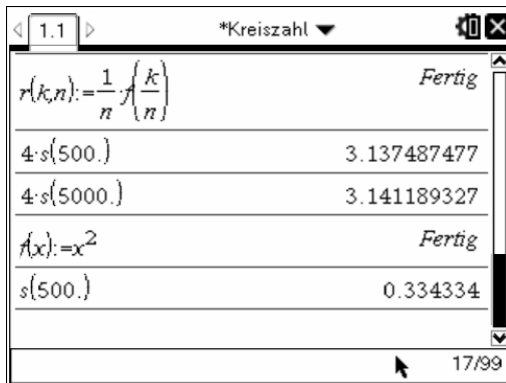 1.1 *Kreiszahl
r(k,n):=1/n·f(k/n) Fertig
4·s(500.) 3.137487477
4·s(5000.) 3.141189327
f(x):=x² Fertig
s(500.) 0.334334
17/99